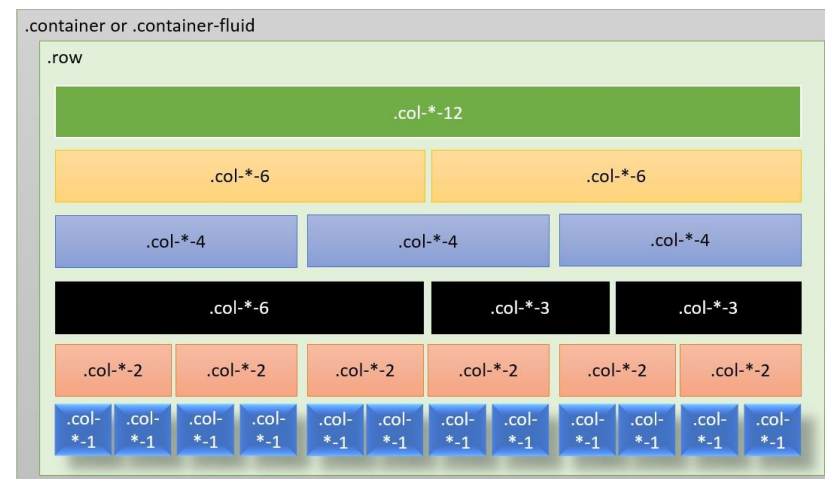 .container or .container-fluid
.row
.col-*-12
.col-*-6 .col-*-6
.col-*-4 .col-*-4 .col-*-4
.col-*-6 .col-*-3 .col-*-3
.col-*-2 .col-*-2 .col-*-2 .col-*-2 .col-*-2 .col-*-2
.col- .col- .col- .col- .col- .col- .col- .col- .col- .col- .col- .col-
*-1 *-1 *-1 *-1 *-1 *-1 *-1 *-1 *-1 *-1 *-1 *-1